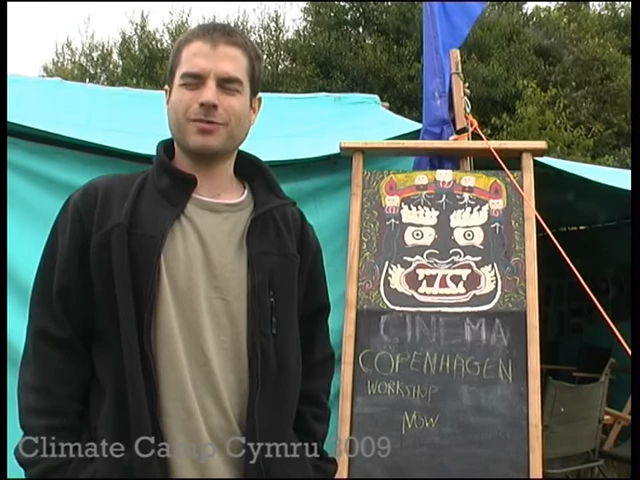 CINEMA
COPENHAGEN
WORKSHOP
NOW
Climate Camp Cymru 2009